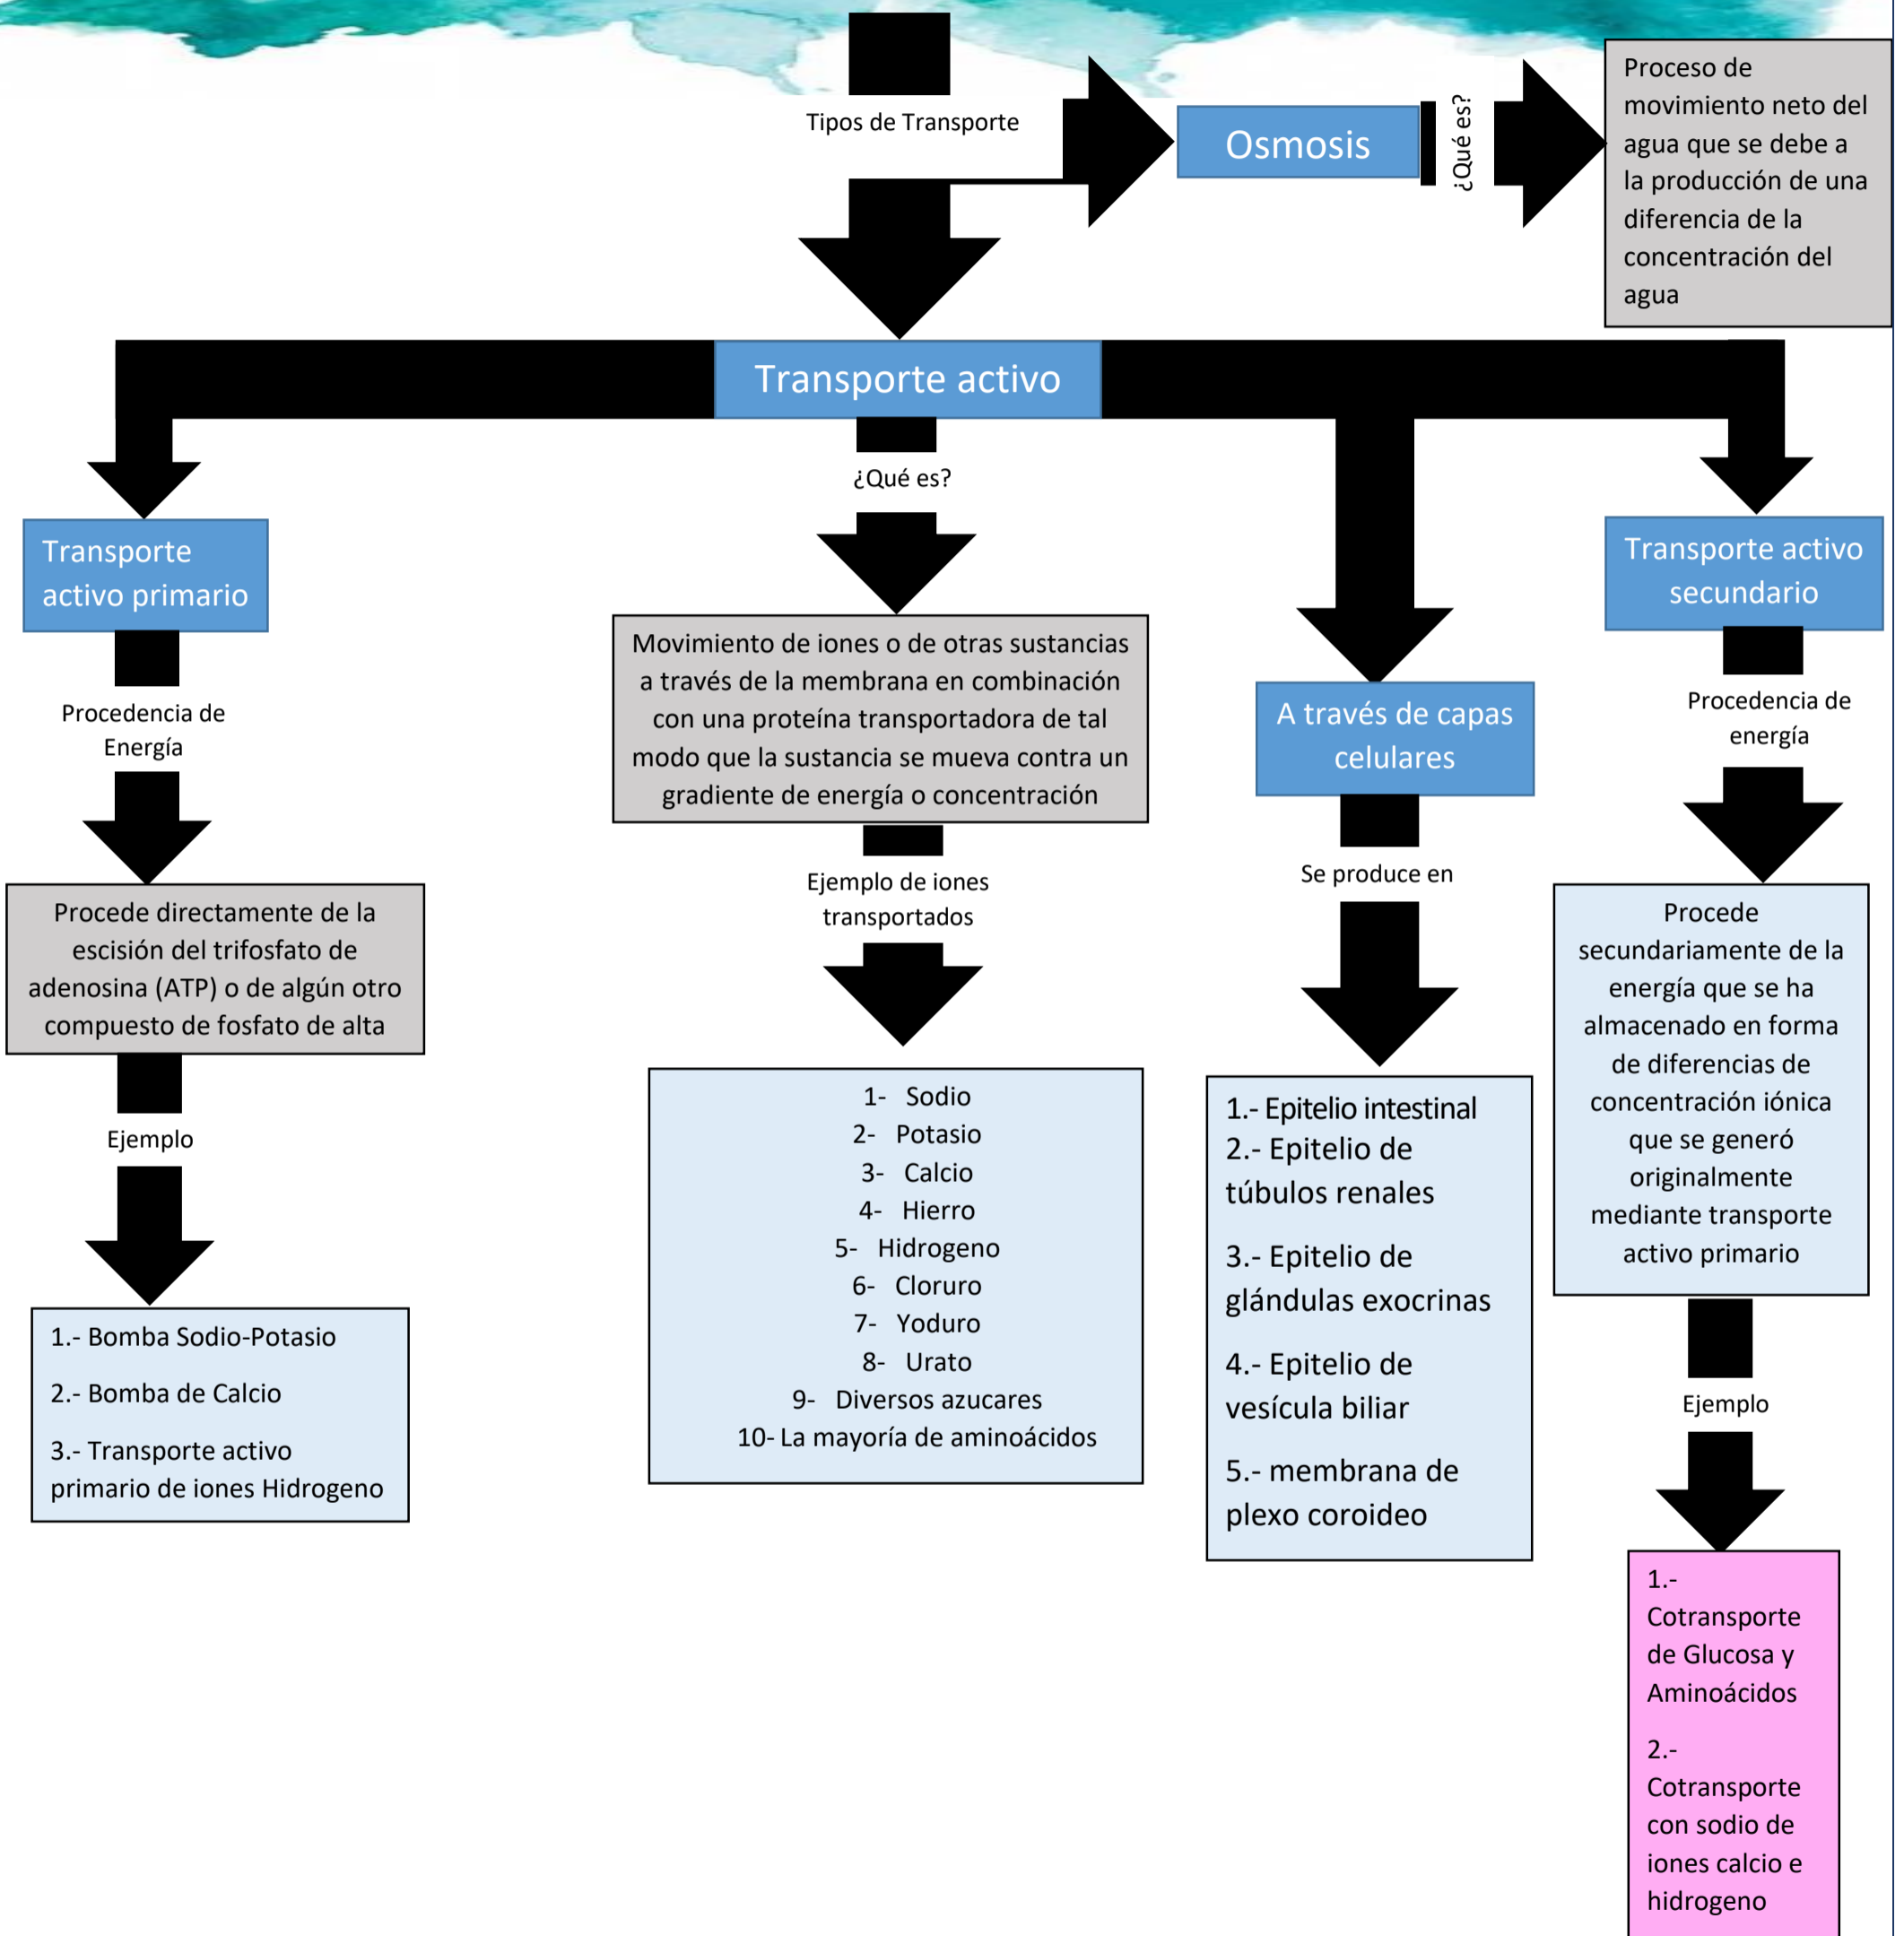 Tipos de Transporte
Osmosis
¿Qué es?
Proceso de
movimiento neto del
agua que se debe a
la producción de una
diferencia de la
concentración del
agua
Transporte activo
Transporte
activo primario
Procedencia de
Energía
Procede directamente de la
escisión del trifosfato de
adenosina (ATP) o de algún otro
compuesto de fosfato de alta
Ejemplo
1.- Bomba Sodio-Potasio
2.- Bomba de Calcio
3.- Transporte activo
primario de iones Hidrogeno
¿Qué es?
Movimiento de iones o de otras sustancias
a través de la membrana en combinación
con una proteína transportadora de tal
modo que la sustancia se mueva contra un
gradiente de energía o concentración
Ejemplo de iones
transportados
1- Sodio
2- Potasio
3- Calcio
4- Hierro
5- Hidrogeno
6- Cloruro
7- Yoduro
8- Urato
9- Diversos azucares
10- La mayoría de aminoácidos
A través de capas
celulares
Se produce en
1.- Epitelio intestinal
2.- Epitelio de
túbulos renales
3.- Epitelio de
glándulas exocrinas
4.- Epitelio de
vesícula biliar
5.- membrana de
plexo coroideo
Transporte activo
secundario
Procedencia de
energía
Procede
secundariamente de la
energía que se ha
almacenado en forma
de diferencias de
concentración iónica
que se generó
originalmente
mediante transporte
activo primario
Ejemplo
1.-
Cotransporte
de Glucosa y
Aminoácidos
2.-
Cotransporte
con sodio de
iones calcio e
hidrogeno